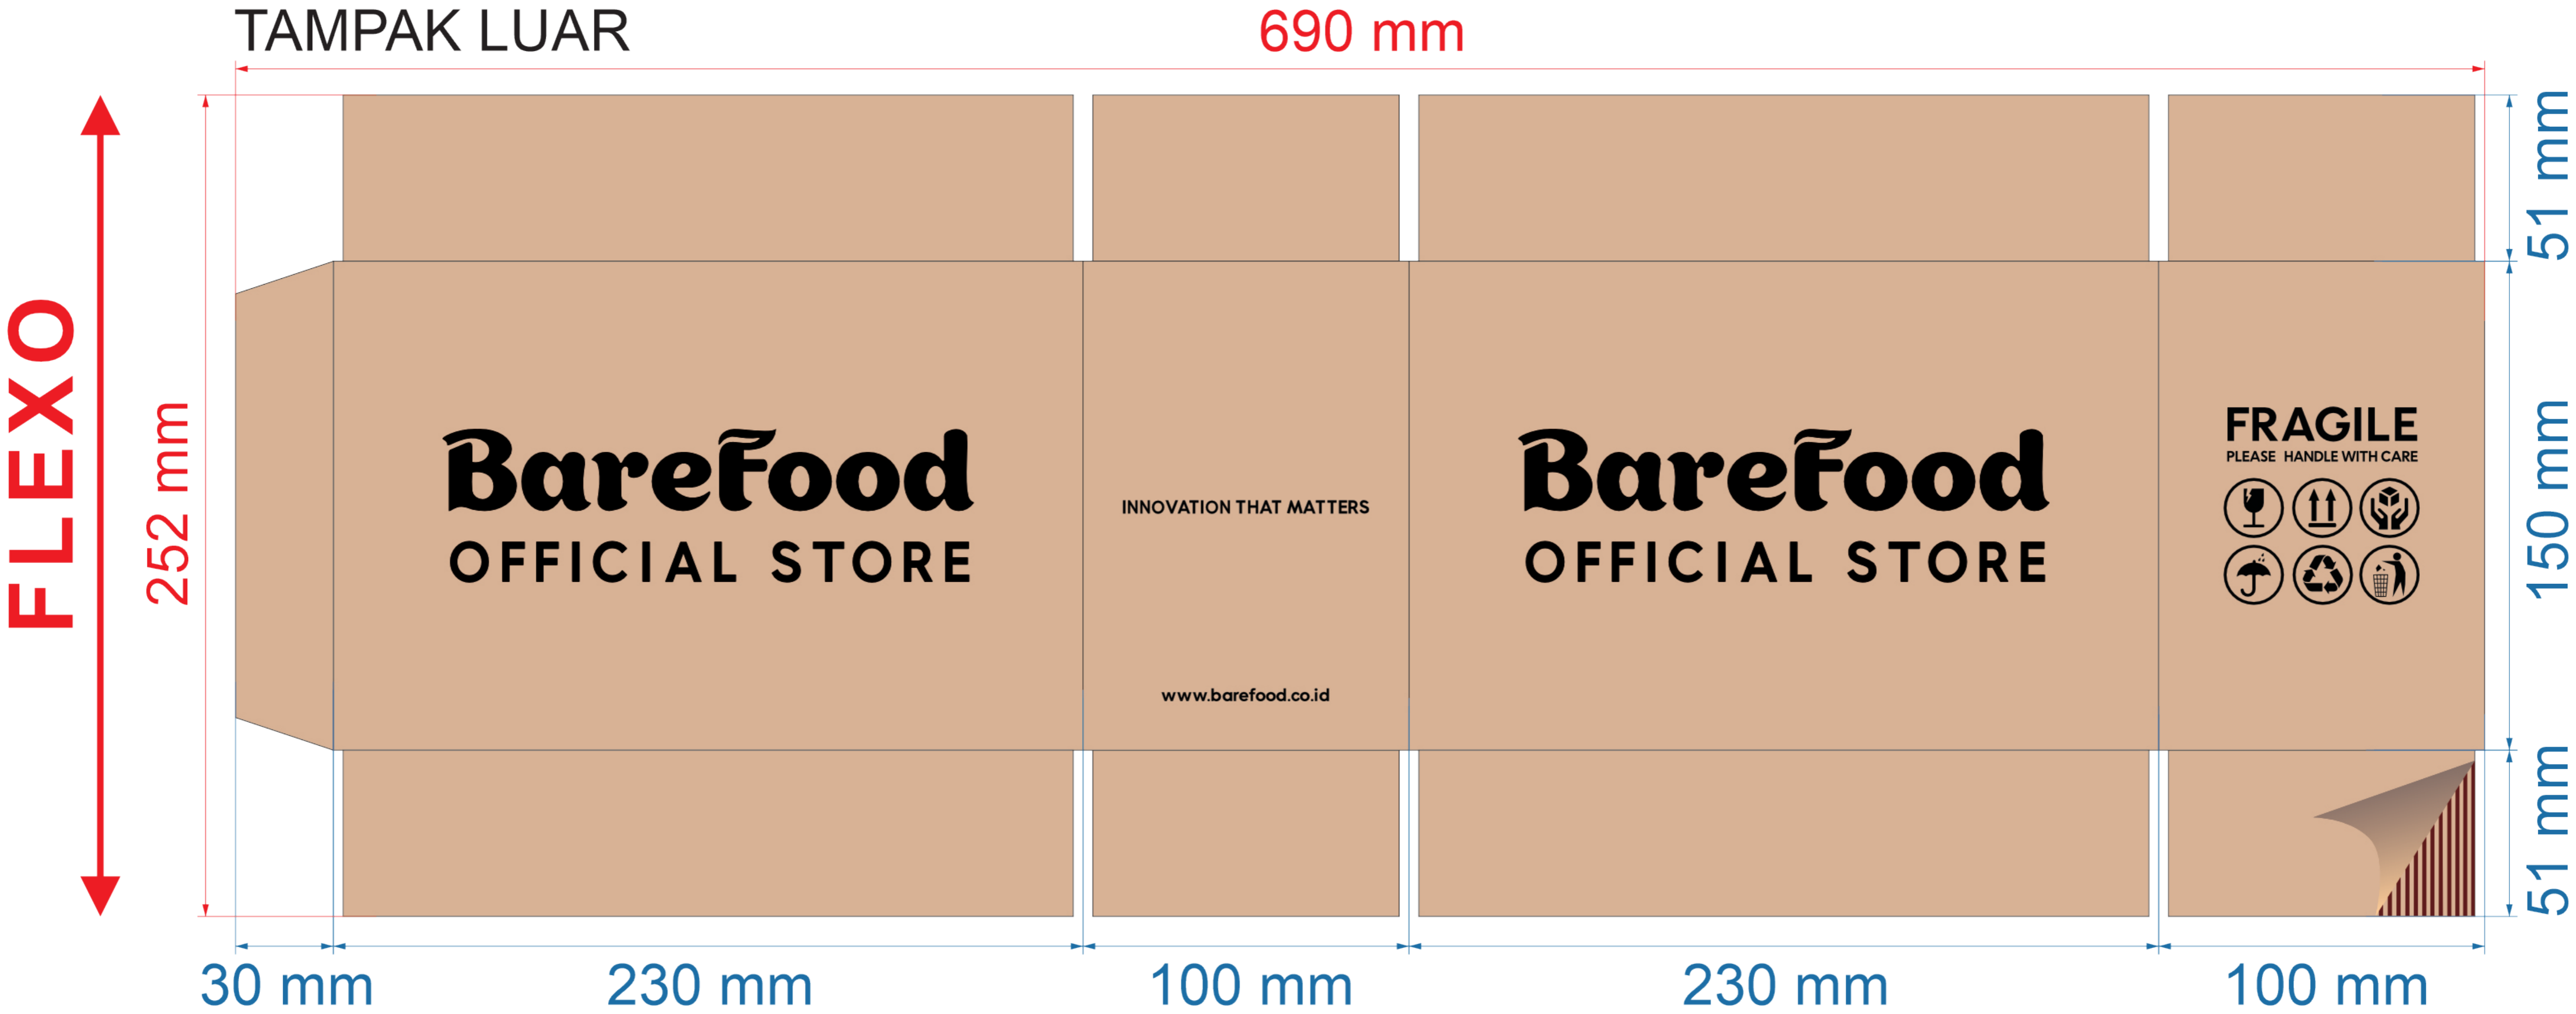 TAMPAK LUAR
690 mm
FLEXO
252 mm
51 mm
150 mm
51 mm
Barefood
OFFICIAL STORE
INNOVATION THAT MATTERS
www.barefood.co.id
Barefood
OFFICIAL STORE
FRAGILE
PLEASE HANDLE WITH CARE
30 mm
230 mm
100 mm
230 mm
100 mm